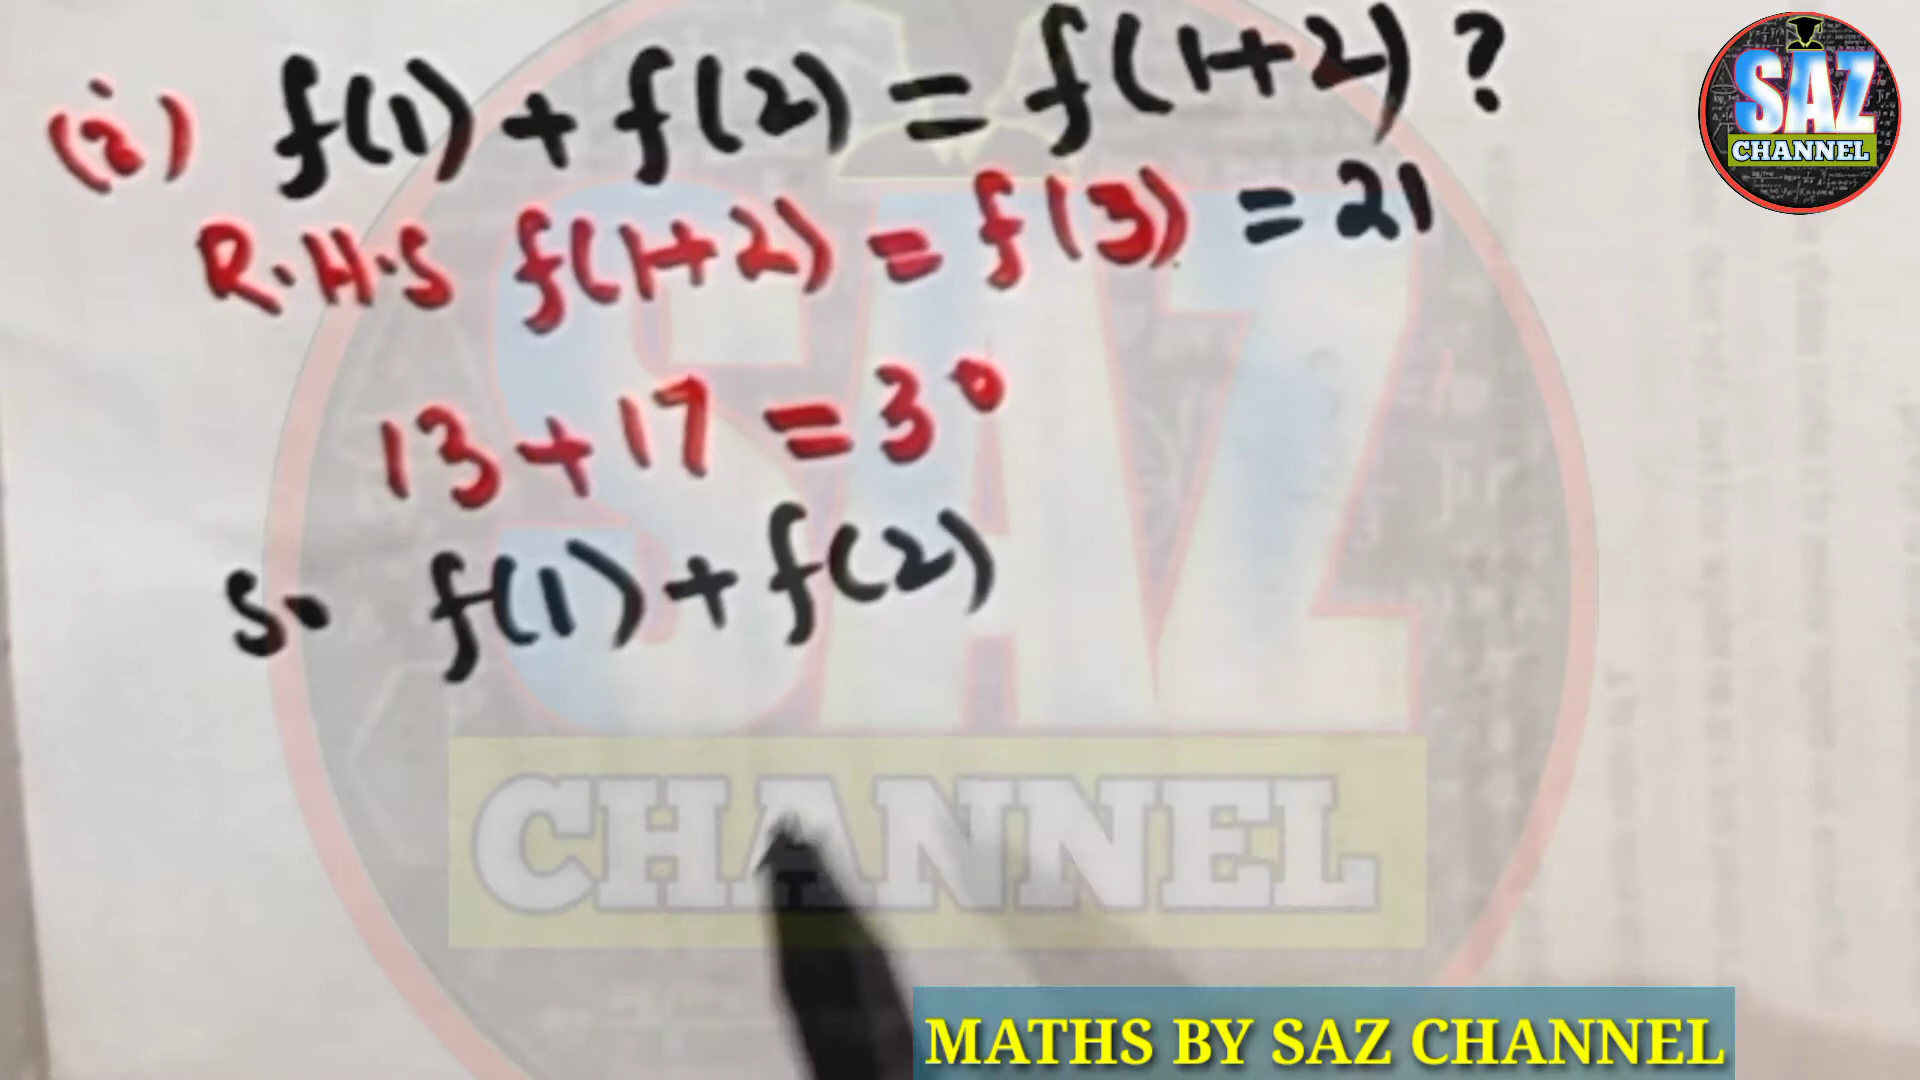 (i) f(1) + f(2) = f(1+2) ?
R.H.S f(1+2) = f(3) = 21
13 + 17 = 30
So f(1) + f(2)
SAZ
CHANNEL
SAZ
CHANNEL
MATHS BY SAZ CHANNEL